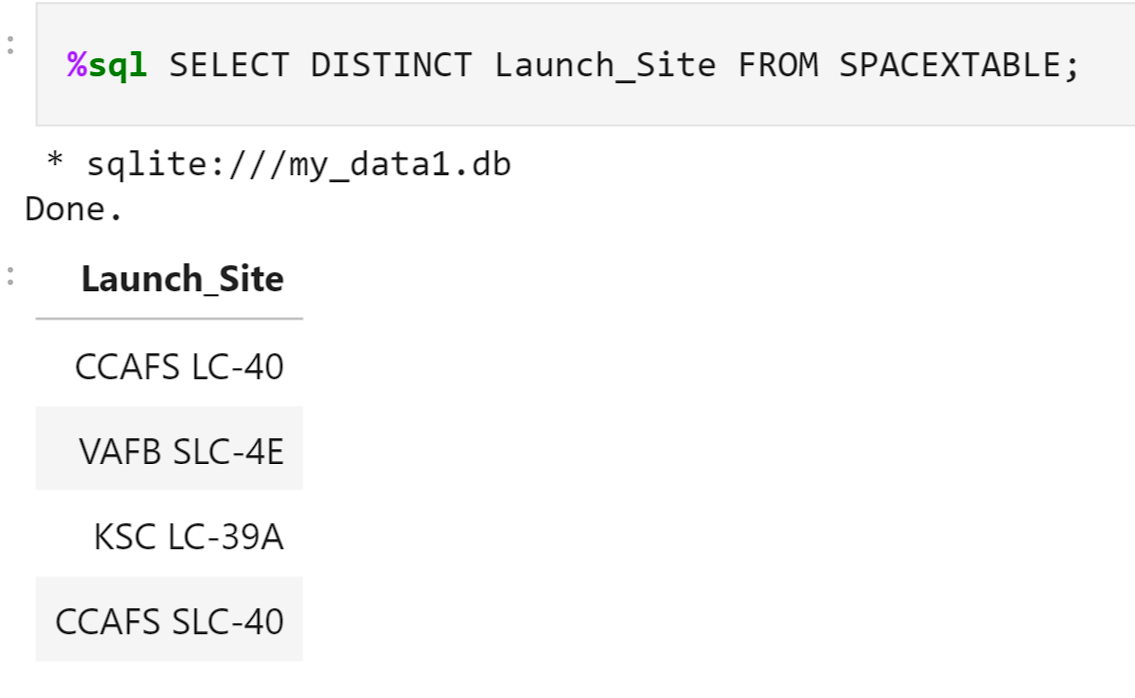 %sql SELECT DISTINCT Launch_Site FROM SPACEXTABLE;
* sqlite:///my_data1.db
Done.
Launch_Site
CCAFS LC-40
VAFB SLC-4E
KSC LC-39A
CCAFS SLC-40